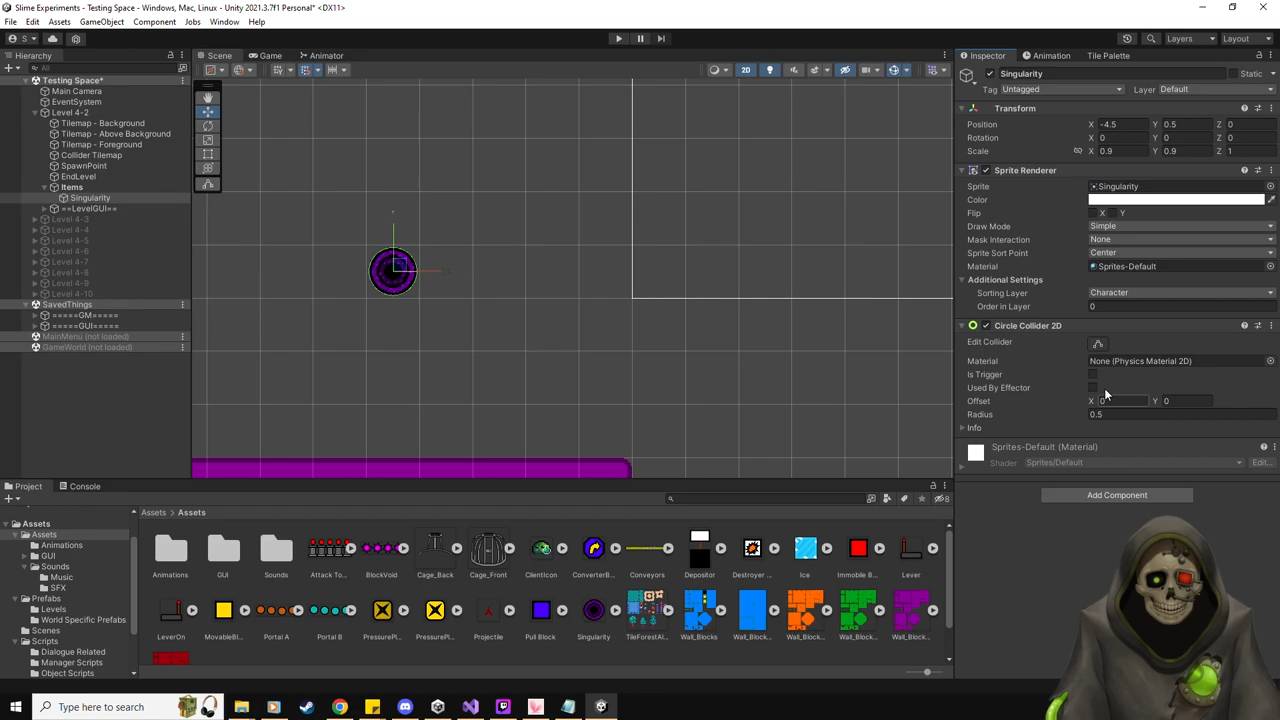 Slime Experiments - Testing Space - Windows, Mac, Linux - Unity 2021.3.7f1 Personal* <DX11>
File Edit Assets GameObject Component Jobs Window Help
S Layers Layout
Hierarchy Scene Game Animator Inspector Animation Tile Palette
All
2D
Testing Space*
Main Camera
EventSystem
Level 4-2
Tilemap - Background
Tilemap - Above Background
Tilemap - Foreground
Collider Tilemap
SpawnPoint
EndLevel
Items
Singularity
==LevelGUI==
Level 4-3
Level 4-4
Level 4-5
Level 4-6
Level 4-7
Level 4-8
Level 4-9
Level 4-10
SavedThings
=====GM=====
=====GUI=====
MainMenu (not loaded)
GameWorld (not loaded)
Singularity Static
Tag Untagged Layer Default
Transform
Position X -4.5 Y 0.5 Z 0
Rotation X 0 Y 0 Z 0
Scale X 0.9 Y 0.9 Z 1
Sprite Renderer
Sprite Singularity
Color
Flip X Y
Draw Mode Simple
Mask Interaction None
Sprite Sort Point Center
Material Sprites-Default
Additional Settings
Sorting Layer Character
Order in Layer 0
Circle Collider 2D
Edit Collider
Material None (Physics Material 2D)
Is Trigger
Used By Effector
Offset X 0 Y 0
Radius 0.5
Info
Sprites-Default (Material)
Shader Sprites/Default Edit...
Add Component
Project Console
8
Assets
Assets
Animations
GUI
Sounds
Music
SFX
Prefabs
Levels
World Specific Prefabs
Scenes
Scripts
Dialogue Related
Manager Scripts
Object Scripts
Assets > Assets
Animations GUI Sounds Attack To... BlockVoid Cage_Back Cage_Front ClientIcon ConverterB... Conveyors Depositor Destroyer ... Ice Immobile B... Lever
LeverOn MovableBl... Portal A Portal B PressurePl... PressurePl... Projectile Pull Block Singularity TileForestAl... Wall_Blocks Wall_Block... Wall_Block... Wall_Block... Wall_Block...
Type here to search